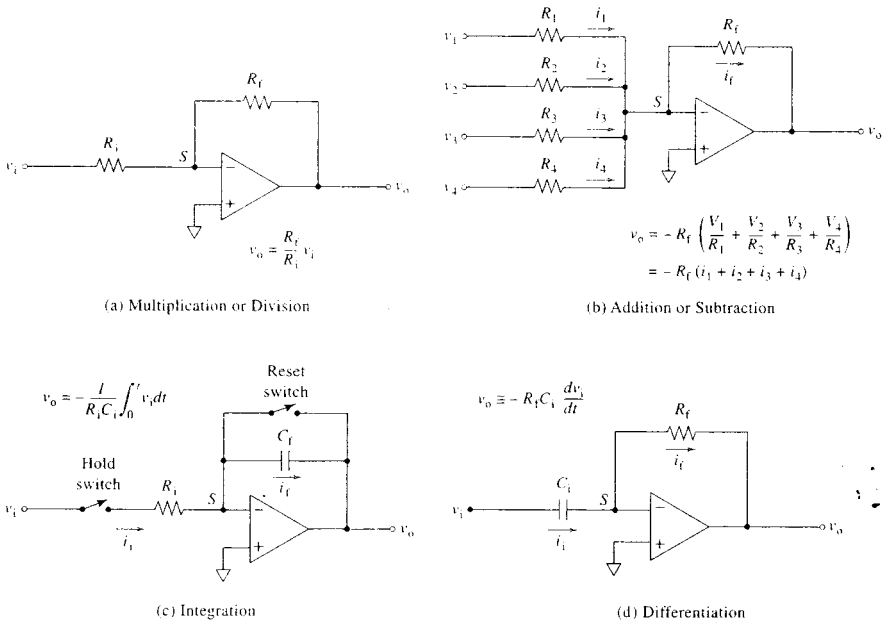 R_f
R_i
S
v_i
−
+
v_o
v_o = R_f/R_i v_i
(a) Multiplication or Division
R_1 i_1
v_1
R_2 i_2
v_2
R_3 i_3
v_3
R_4 i_4
v_4
R_f
i_f
S
−
+
v_o
v_o = − R_f (V_1/R_1 + V_2/R_2 + V_3/R_3 + V_4/R_4)
= − R_f (i_1 + i_2 + i_3 + i_4)
(b) Addition or Subtraction
v_o = − 1/(R_i C_i) ∫_0^t v_i dt
Reset
switch
C_f
i_f
Hold
switch
R_i
S
v_i
i_i
−
+
v_o
(c) Integration
v_o ≅ − R_f C_i dv_i/dt
R_f
i_f
C_i
S
v_i
i_i
−
+
v_o
(d) Differentiation